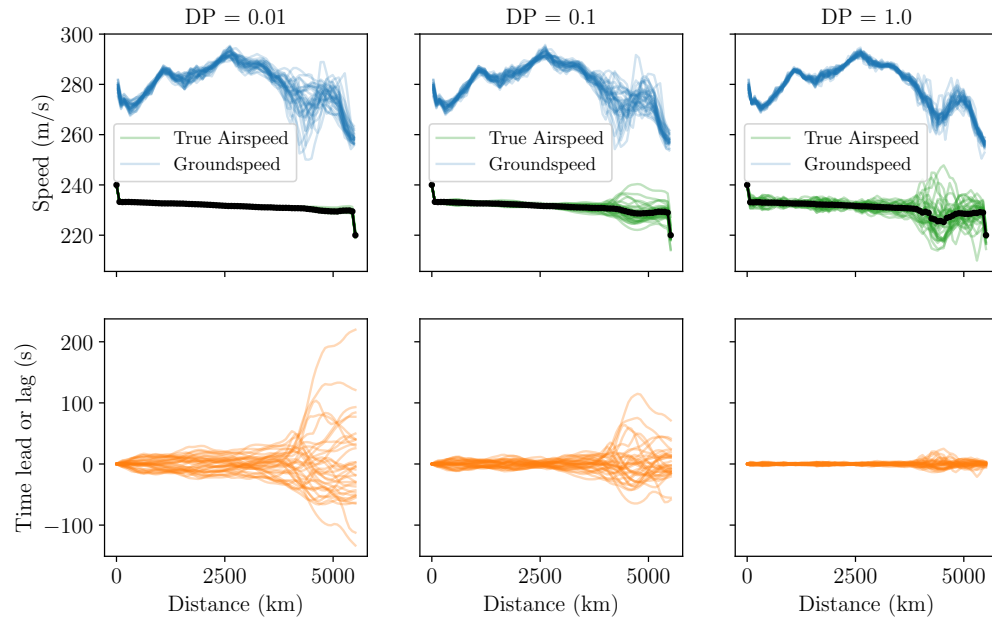 DP = 0.01 DP = 0.1 DP = 1.0
300
280
260
240
220
Speed (m/s)
True Airspeed
Groundspeed
True Airspeed
Groundspeed
True Airspeed
Groundspeed
200
100
0
−100
Time lead or lag (s)
0 2500 5000 0 2500 5000 0 2500 5000
Distance (km) Distance (km) Distance (km)